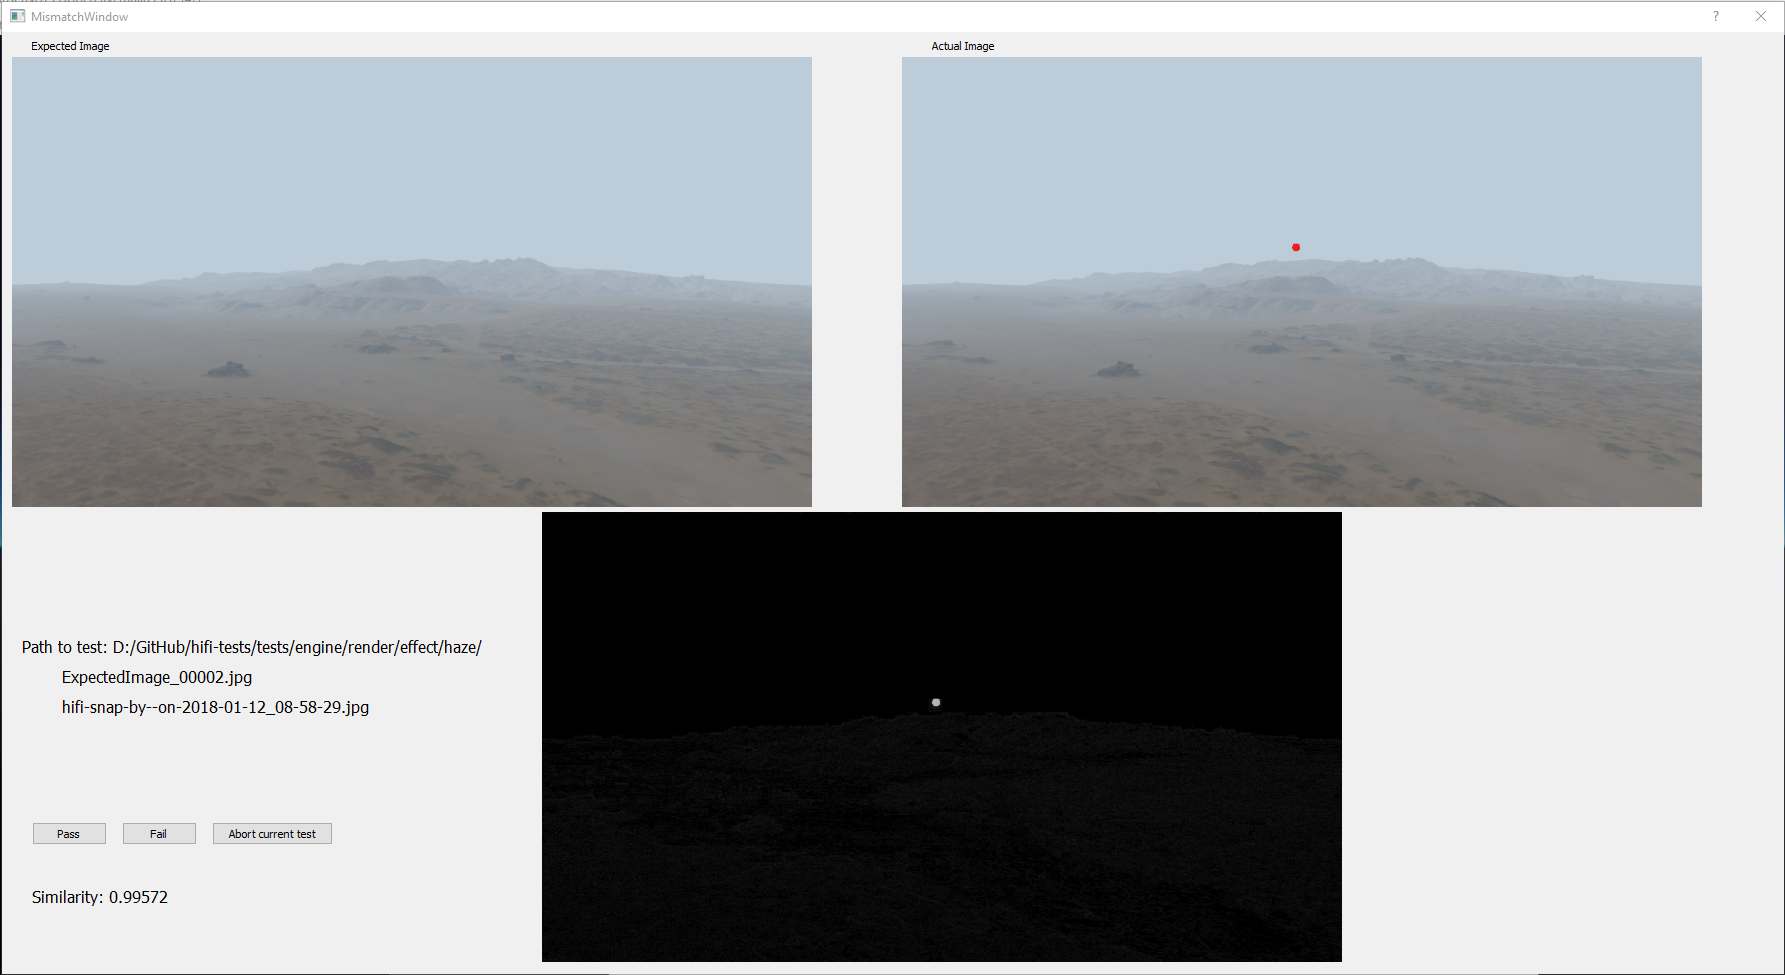 MismatchWindow
?
Expected Image
Actual Image
Path to test: D:/GitHub/hifi-tests/tests/engine/render/effect/haze/
ExpectedImage_00002.jpg
hifi-snap-by--on-2018-01-12_08-58-29.jpg
Pass
Fail
Abort current test
Similarity: 0.99572